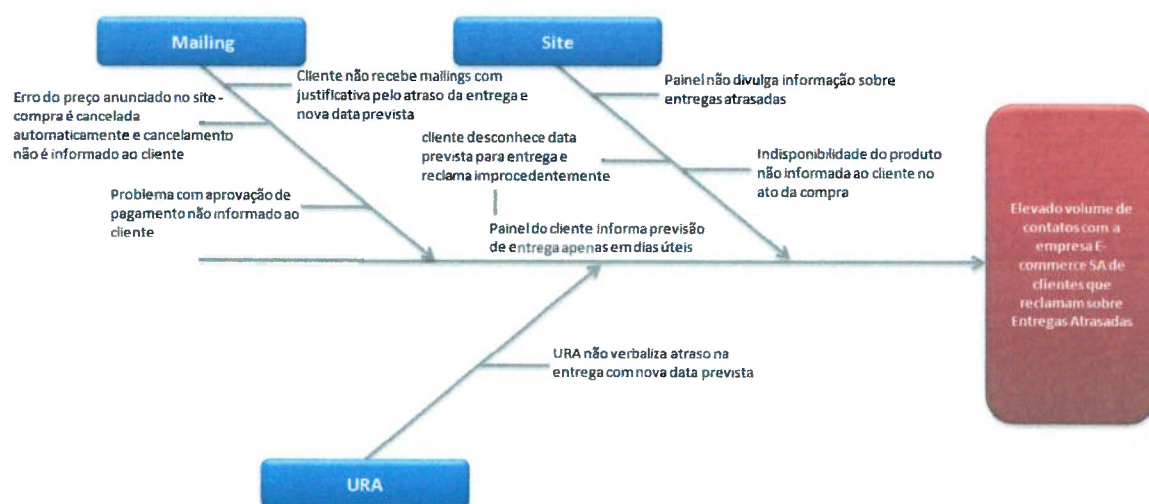 Mailing
Cliente não recebe mailings com
justificativa pelo atraso da entrega e
nova data prevista
Erro do preço anunciado no site -
compra é cancelada
automaticamente e cancelamento
não é informado ao cliente
Problema com aprovação de
pagamento não informado ao
cliente
Site
Painel não divulga informação sobre
entregas atrasadas
cliente desconhece data
prevista para entrega e
reclama improcedentemente
Painel do cliente informa previsão
de entrega apenas em dias úteis
Indisponibilidade do produto
não informada ao cliente no
ato da compra
URA não verbaliza atraso na
entrega com nova data prevista
URA
Elevado volume de
contatos com a
empresa E-
commerce SA de
clientes que
reclamam sobre
Entregas Atrasadas